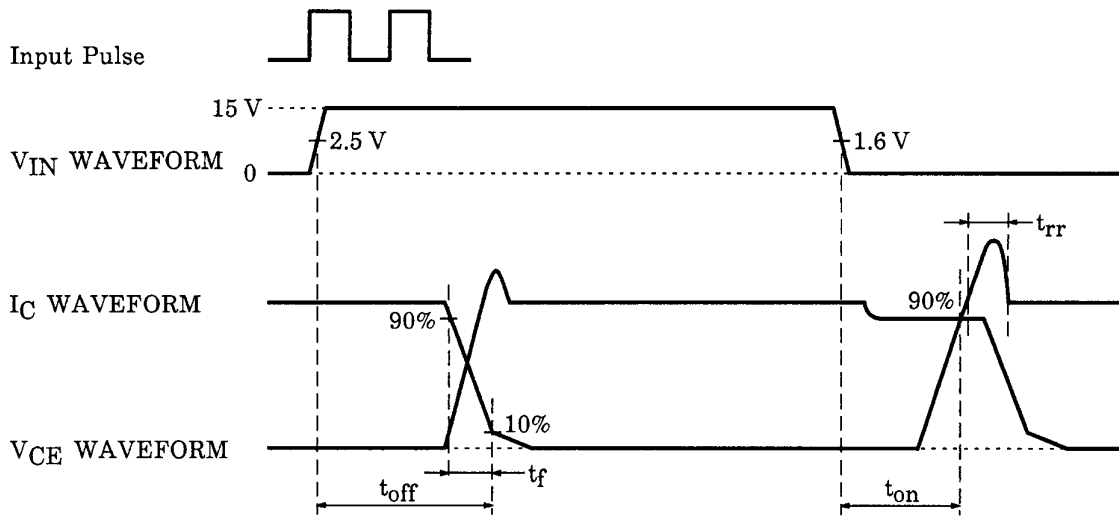 Input Pulse
15 V
2.5 V
1.6 V
VIN WAVEFORM
0
trr
IC WAVEFORM
90%
90%
10%
VCE WAVEFORM
tf
toff
ton